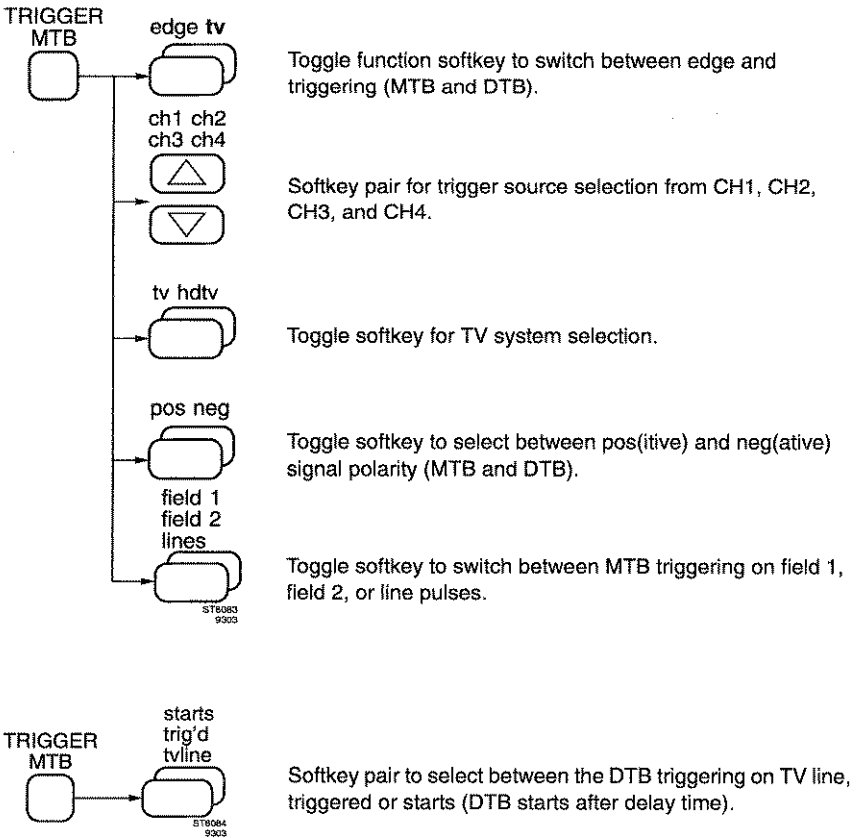 TRIGGER
MTB
edge tv
Toggle function softkey to switch between edge and
triggering (MTB and DTB).
ch1 ch2
ch3 ch4
Softkey pair for trigger source selection from CH1, CH2,
CH3, and CH4.
tv hdtv
Toggle softkey for TV system selection.
pos neg
Toggle softkey to select between pos(itive) and neg(ative)
signal polarity (MTB and DTB).
field 1
field 2
lines
Toggle softkey to switch between MTB triggering on field 1,
field 2, or line pulses.
ST6083
9303
TRIGGER
MTB
starts
trig'd
tvline
Softkey pair to select between the DTB triggering on TV line,
triggered or starts (DTB starts after delay time).
ST6084
9303